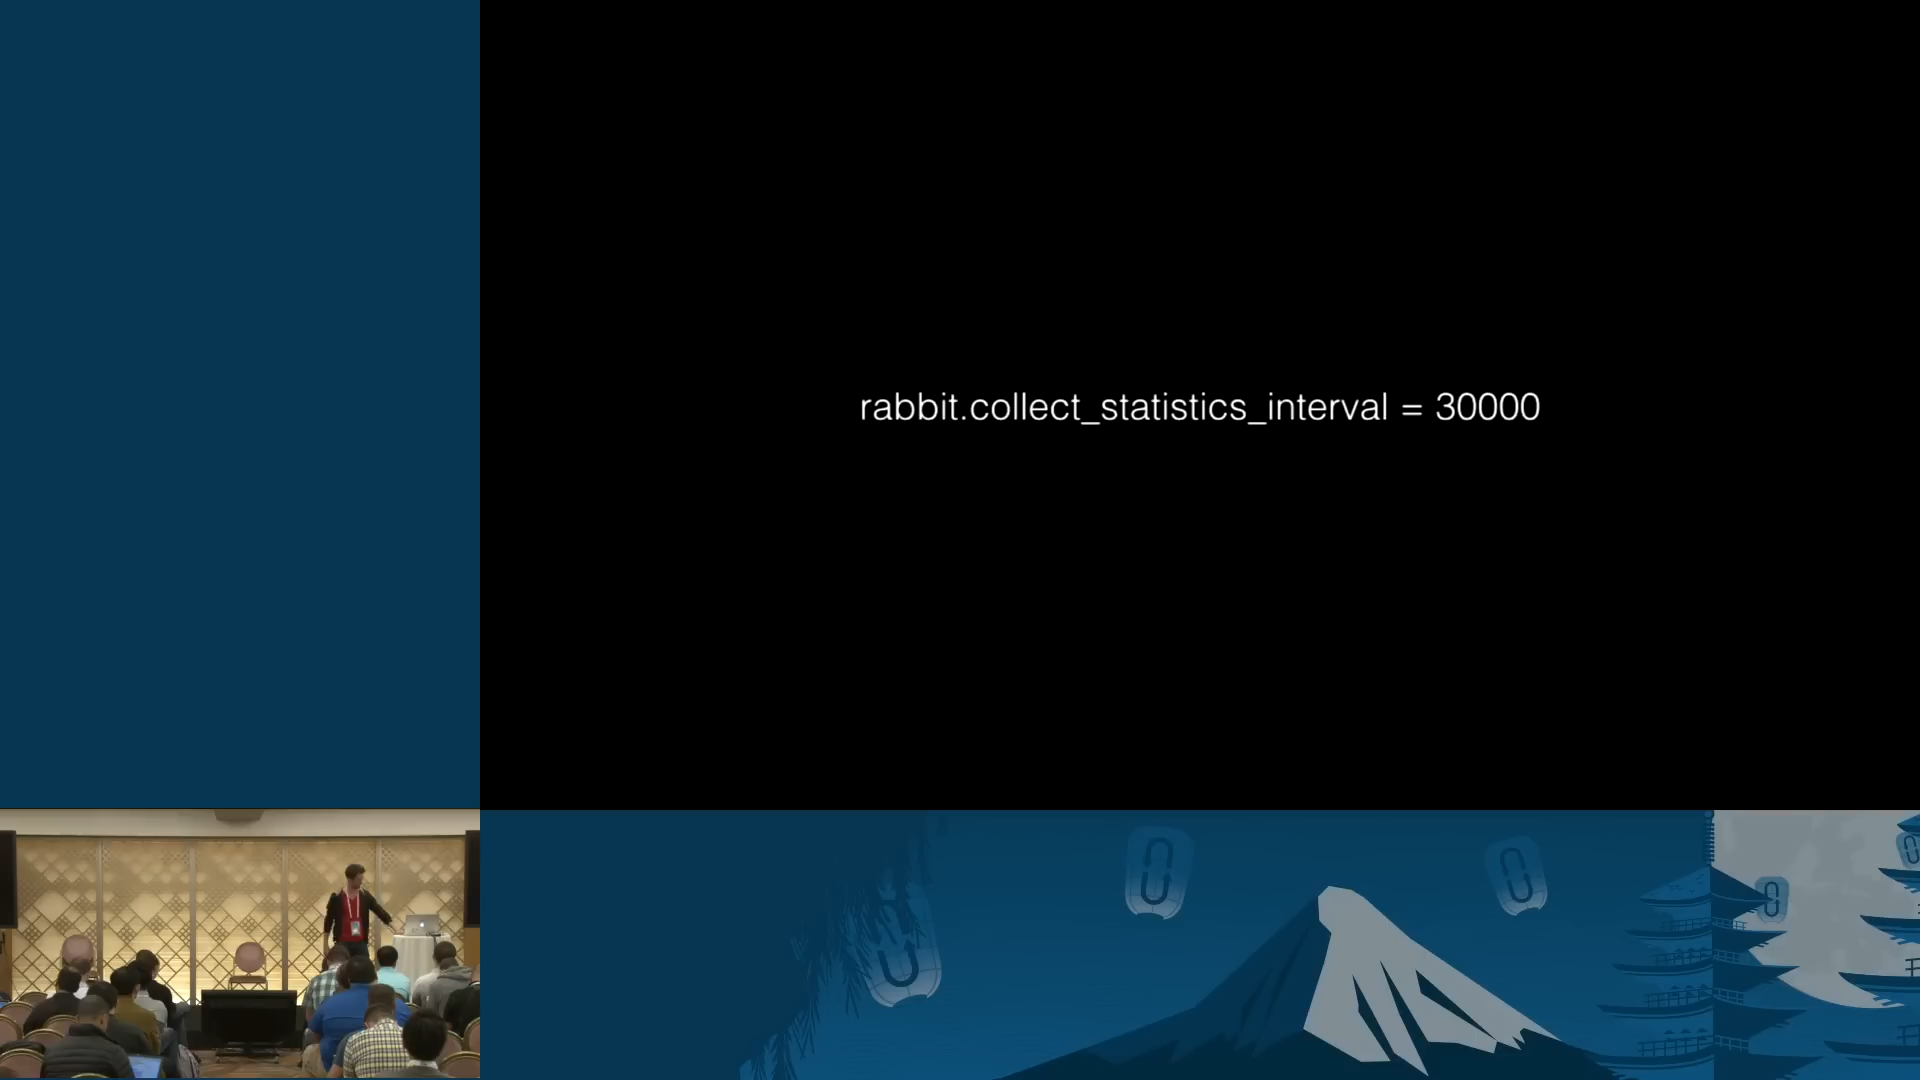 rabbit.collect_statistics_interval = 30000